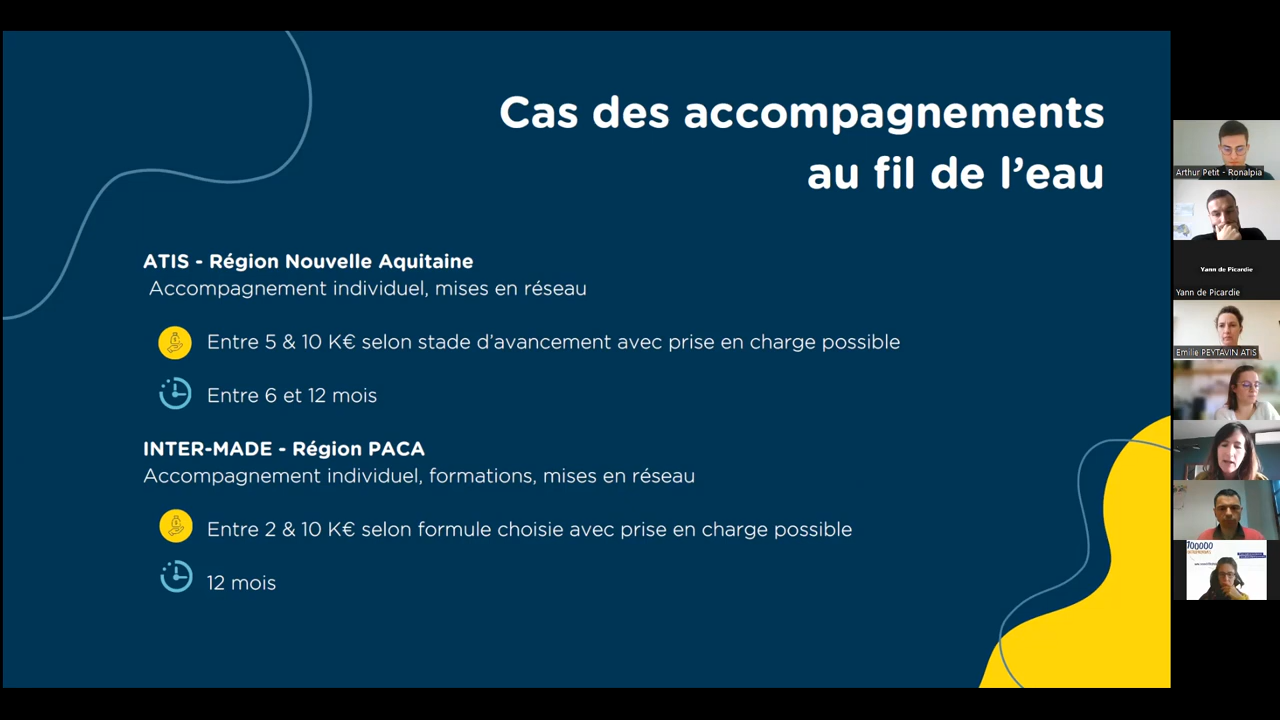 Cas des accompagnements
au fil de l’eau
ATIS - Région Nouvelle Aquitaine
Accompagnement individuel, mises en réseau
Entre 5 & 10 K€ selon stade d’avancement avec prise en charge possible
Entre 6 et 12 mois
INTER-MADE - Région PACA
Accompagnement individuel, formations, mises en réseau
Entre 2 & 10 K€ selon formule choisie avec prise en charge possible
12 mois
Arthur Petit - Ronalpia
Yann de Picardie
Yann de Picardie
Emilie PEYTAVIN ATIS
100000